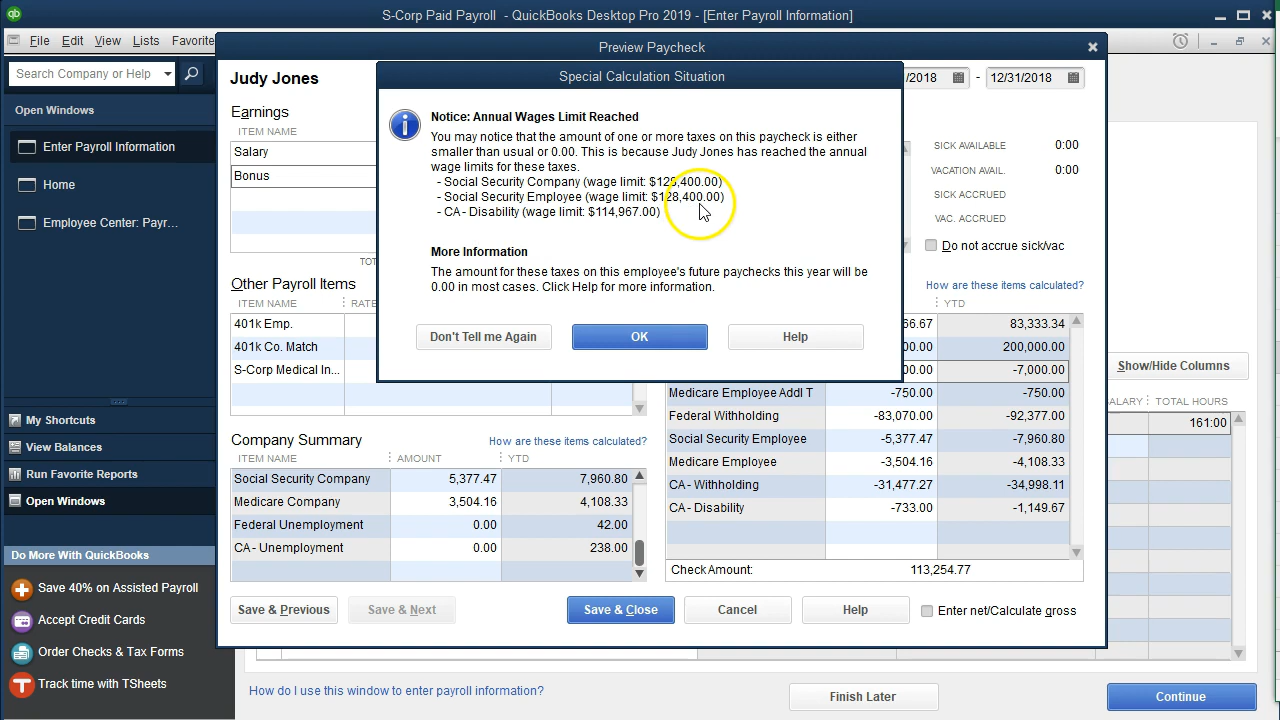 S-Corp Paid Payroll - QuickBooks Desktop Pro 2019 - [Enter Payroll Information]
File Edit View Lists Favorite
Search Company or Help
Open Windows
Enter Payroll Information
Home
Employee Center: Payr...
My Shortcuts
View Balances
Run Favorite Reports
Open Windows
Do More With QuickBooks
Save 40% on Assisted Payroll
Accept Credit Cards
Order Checks & Tax Forms
Track time with TSheets
Preview Paycheck
Judy Jones
/2018 - 12/31/2018
Earnings
ITEM NAME
Salary
Bonus
TOT
Special Calculation Situation
Notice: Annual Wages Limit Reached
You may notice that the amount of one or more taxes on this paycheck is either
smaller than usual or 0.00. This is because Judy Jones has reached the annual
wage limits for these taxes.
- Social Security Company (wage limit: $128,400.00)
- Social Security Employee (wage limit: $128,400.00)
- CA - Disability (wage limit: $114,967.00)
More Information
The amount for these taxes on this employee's future paychecks this year will be
0.00 in most cases. Click Help for more information.
Don't Tell me Again OK Help
SICK AVAILABLE 0:00
VACATION AVAIL. 0:00
SICK ACCRUED
VAC. ACCRUED
Do not accrue sick/vac
Other Payroll Items
ITEM NAME RATE
401k Emp.
401k Co. Match
S-Corp Medical In...
How are these items calculated?
YTD
66.67 83,333.34
00.00 200,000.00
00.00 -7,000.00
Medicare Employee Addl T -750.00 -750.00
Federal Withholding -83,070.00 -92,377.00
Social Security Employee -5,377.47 -7,960.80
Medicare Employee -3,504.16 -4,108.33
CA - Withholding -31,477.27 -34,998.11
CA - Disability -733.00 -1,149.67
Check Amount: 113,254.77
Company Summary How are these items calculated?
ITEM NAME AMOUNT YTD
Social Security Company 5,377.47 7,960.80
Medicare Company 3,504.16 4,108.33
Federal Unemployment 0.00 42.00
CA - Unemployment 0.00 238.00
Save & Previous Save & Next Save & Close Cancel Help Enter net/Calculate gross
Show/Hide Columns
ALARY TOTAL HOURS
161:00
How do I use this window to enter payroll information?
Finish Later Continue